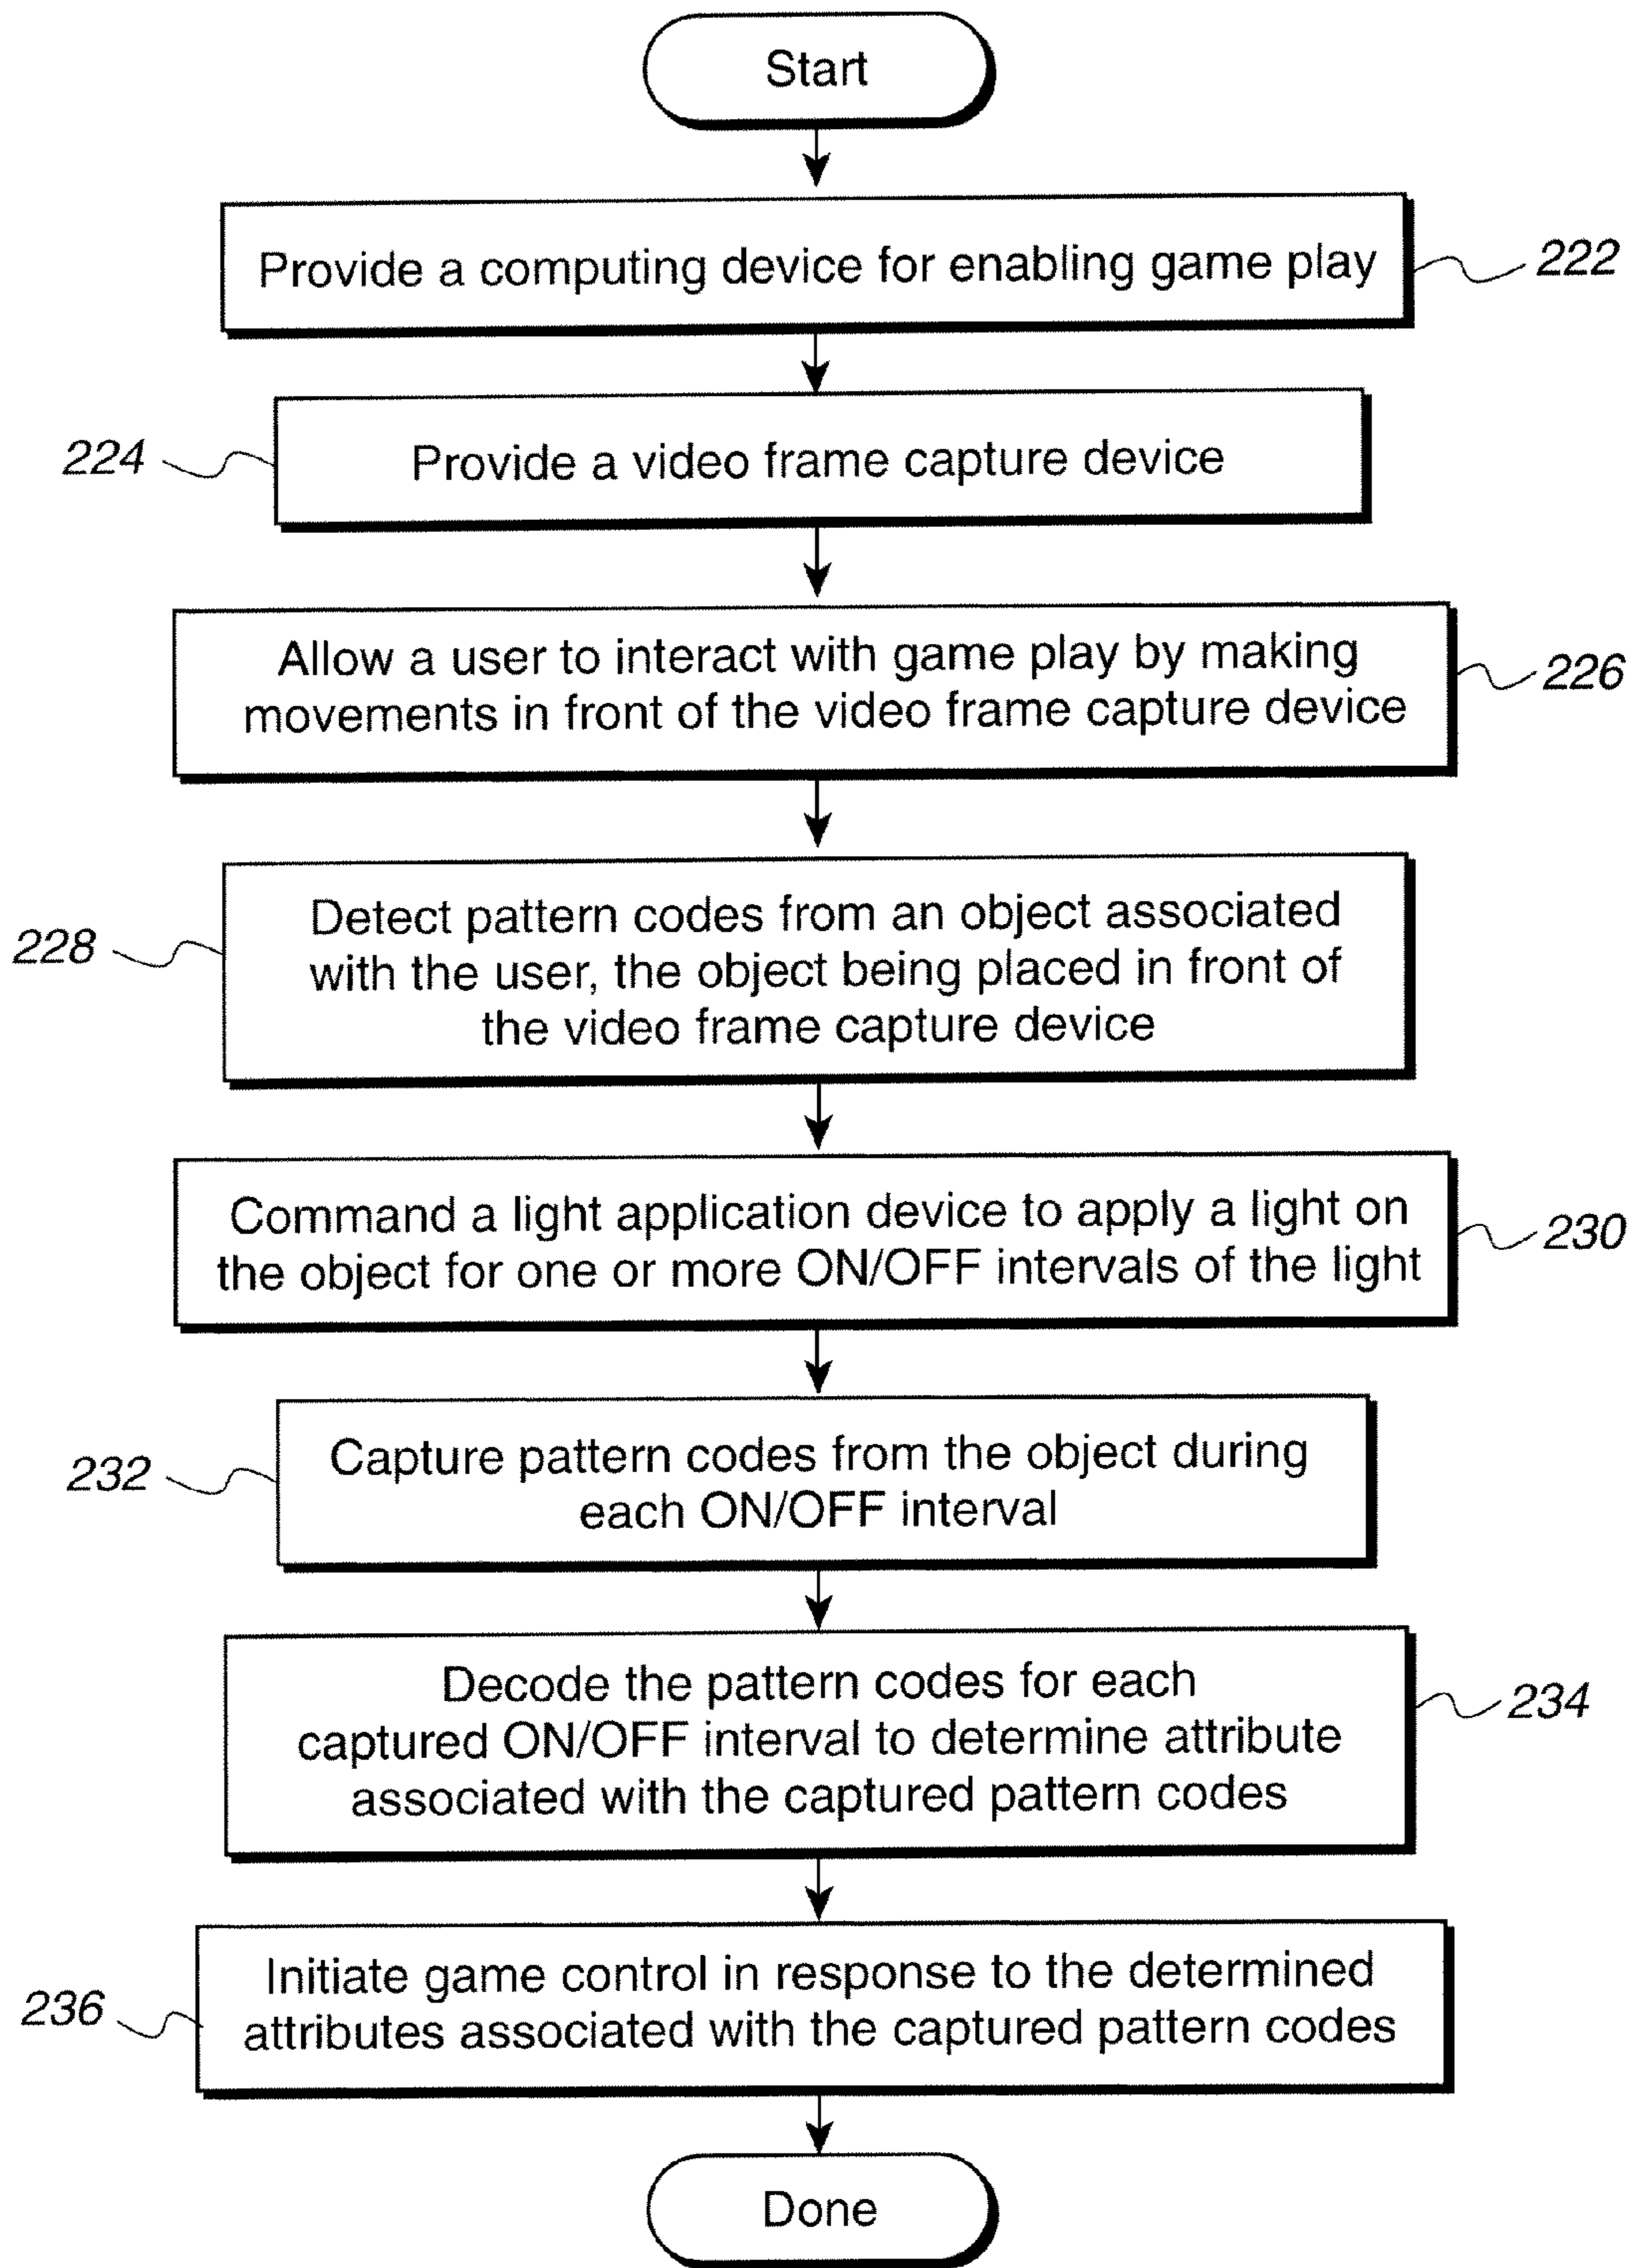 Start
Provide a computing device for enabling game play
222
224
Provide a video frame capture device
Allow a user to interact with game play by making
movements in front of the video frame capture device
226
228
Detect pattern codes from an object associated
with the user, the object being placed in front of
the video frame capture device
Command a light application device to apply a light on
the object for one or more ON/OFF intervals of the light
230
232
Capture pattern codes from the object during
each ON/OFF interval
Decode the pattern codes for each
captured ON/OFF interval to determine attribute
associated with the captured pattern codes
234
236
Initiate game control in response to the determined
attributes associated with the captured pattern codes
Done